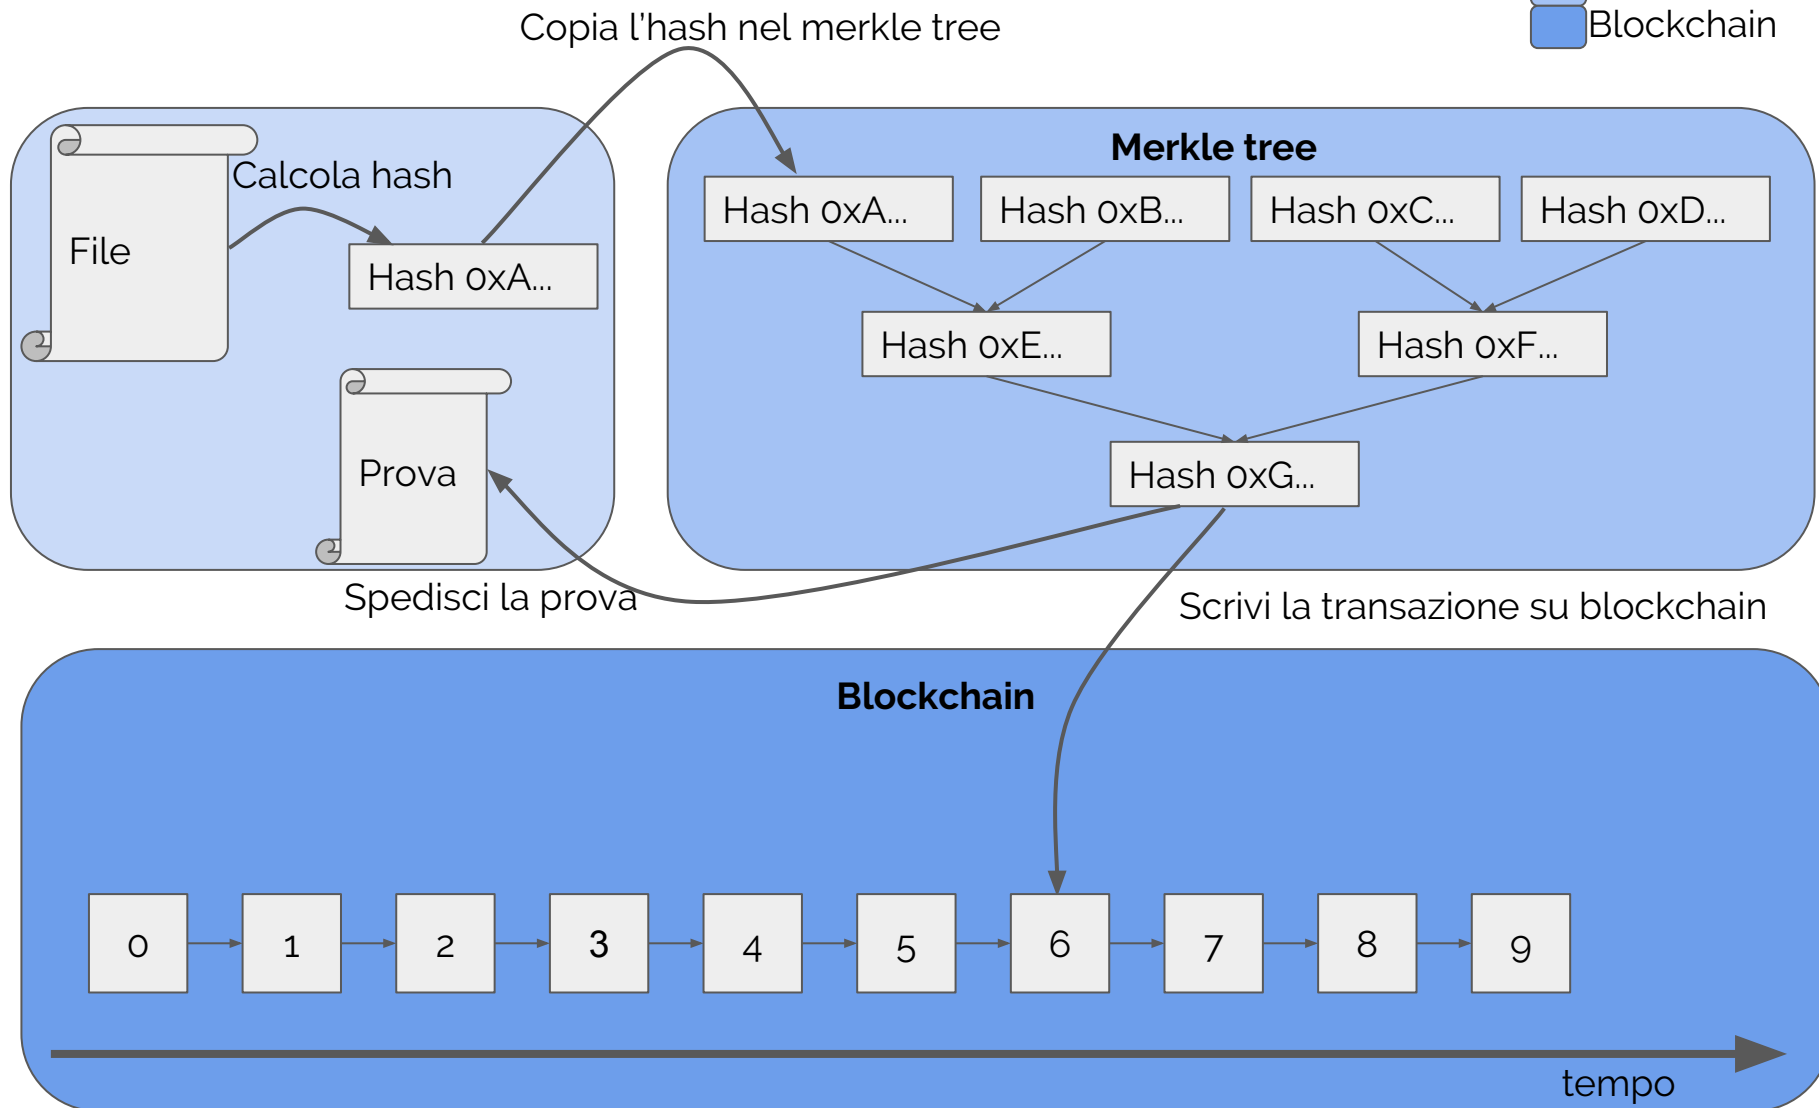 Copia l'hash nel merkle tree
Blockchain
Merkle tree
Calcola hash
File
Hash 0xA...
Hash 0xA...
Hash 0xB...
Hash 0xC...
Hash 0xD...
Hash 0xE...
Hash 0xF...
Hash 0xG...
Prova
Spedisci la prova
Scrivi la transazione su blockchain
Blockchain
0
1
2
3
4
5
6
7
8
9
tempo